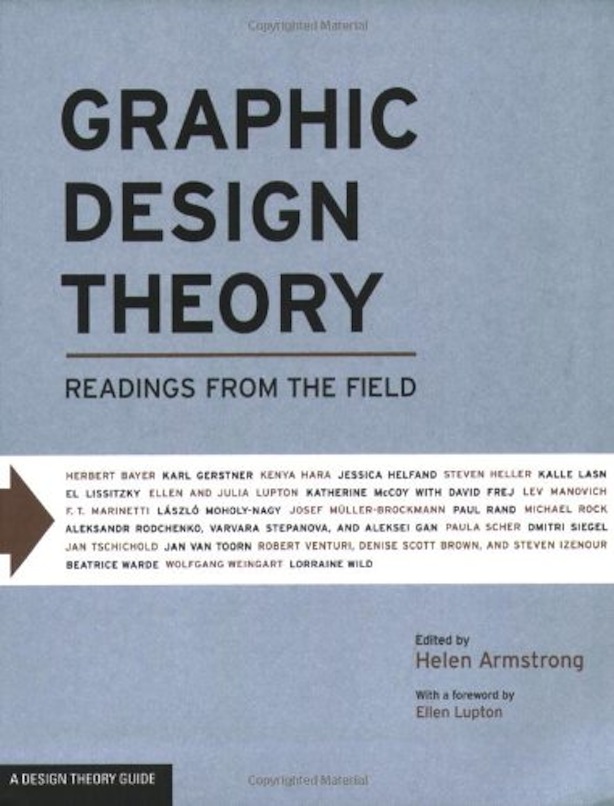 Copyrighted Material
GRAPHIC
DESIGN
THEORY
READINGS FROM THE FIELD
HERBERT BAYER KARL GERSTNER KENYA HARA JESSICA HELFAND STEVEN HELLER KALLE LASN
EL LISSITZKY ELLEN AND JULIA LUPTON KATHERINE McCOY WITH DAVID FREJ LEV MANOVICH
F. T. MARINETTI LÁSZLÓ MOHOLY-NAGY JOSEF MÜLLER-BROCKMANN PAUL RAND MICHAEL ROCK
ALEKSANDR RODCHENKO, VARVARA STEPANOVA, AND ALEKSEI GAN PAULA SCHER DMITRI SIEGEL
JAN TSCHICHOLD JAN VAN TOORN ROBERT VENTURI, DENISE SCOTT BROWN, AND STEVEN IZENOUR
BEATRICE WARDE WOLFGANG WEINGART LORRAINE WILD
Edited by
Helen Armstrong
With a foreword by
Ellen Lupton
A DESIGN THEORY GUIDE
Copyrighted Material